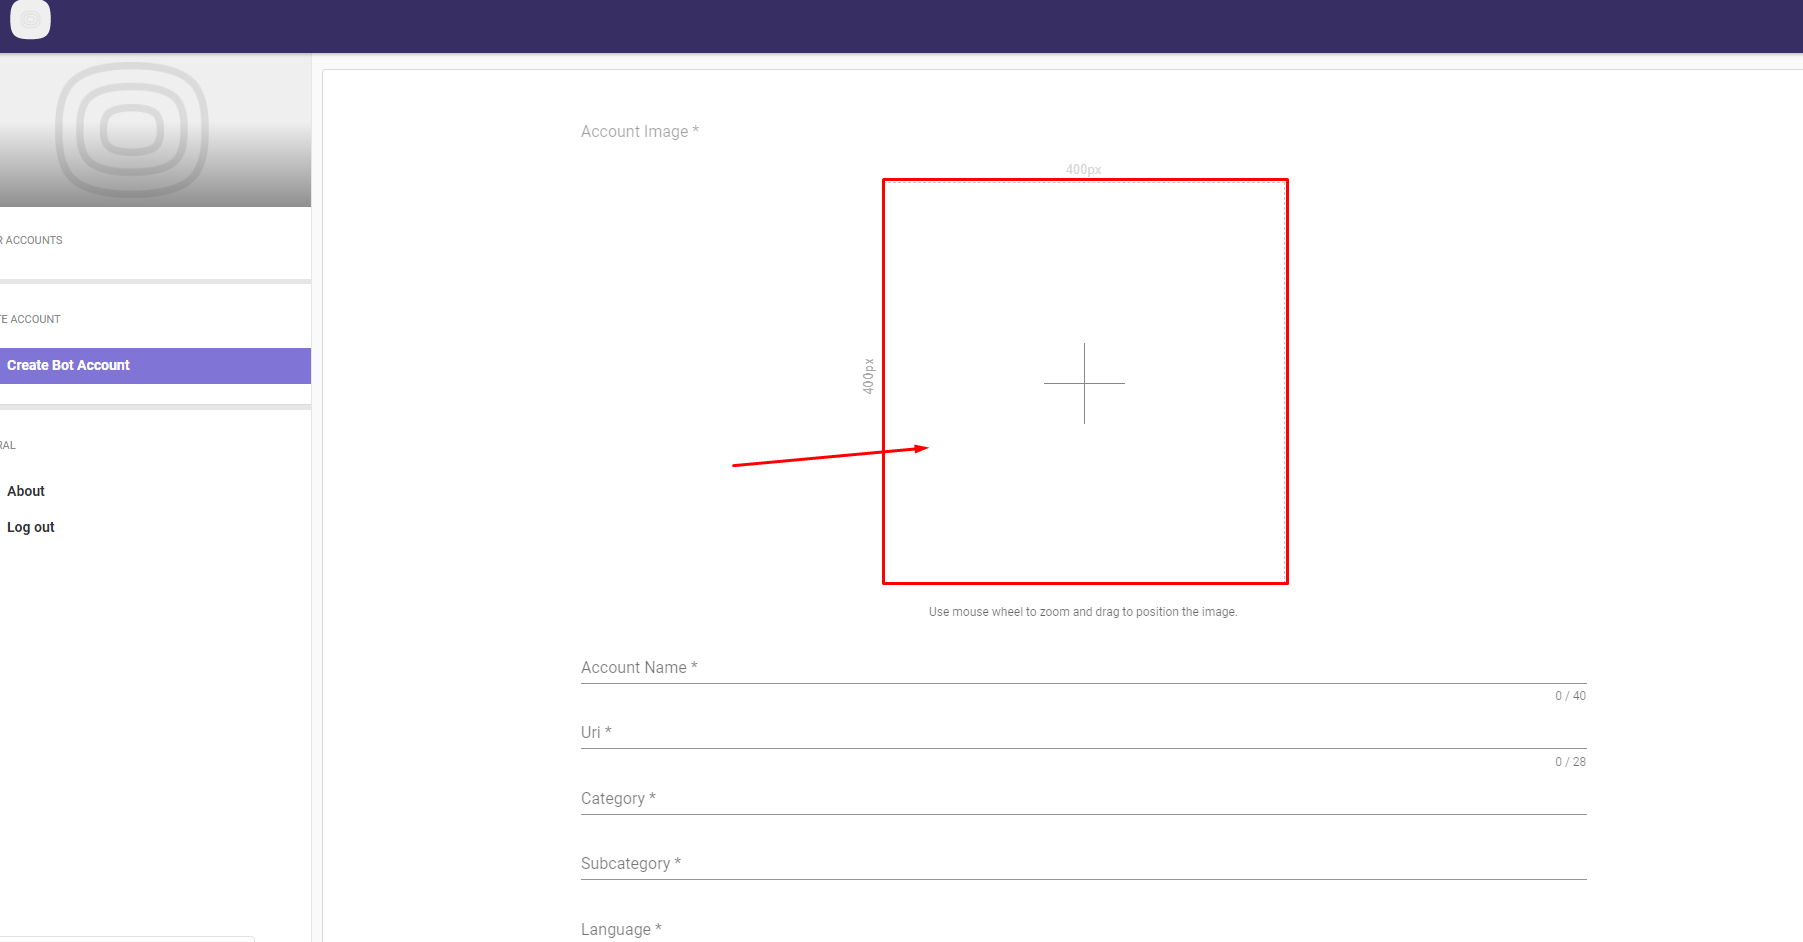 R ACCOUNTS
TE ACCOUNT
Create Bot Account
RAL
About
Log out
Account Image *
400px
400px
Use mouse wheel to zoom and drag to position the image.
Account Name *
0 / 40
Uri *
0 / 28
Category *
Subcategory *
Language *